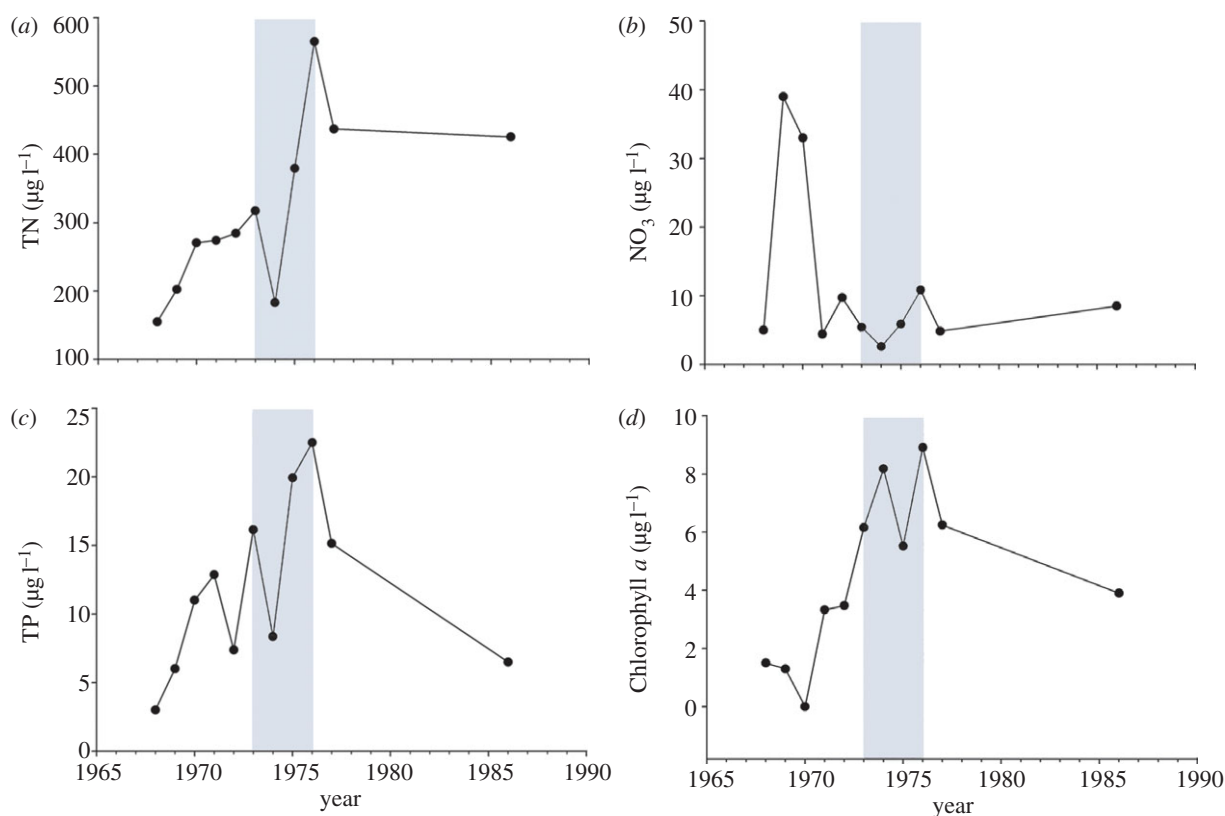 (a)
600
500
400
300
200
100
TN (µg l–1)
(b)
50
40
30
20
10
0
NO3 (µg l–1)
(c)
25
20
15
10
5
0
TP (µg l–1)
1965 1970 1975 1980 1985 1990
year
(d)
10
8
6
4
2
0
Chlorophyll a (µg l–1)
1965 1970 1975 1980 1985 1990
year